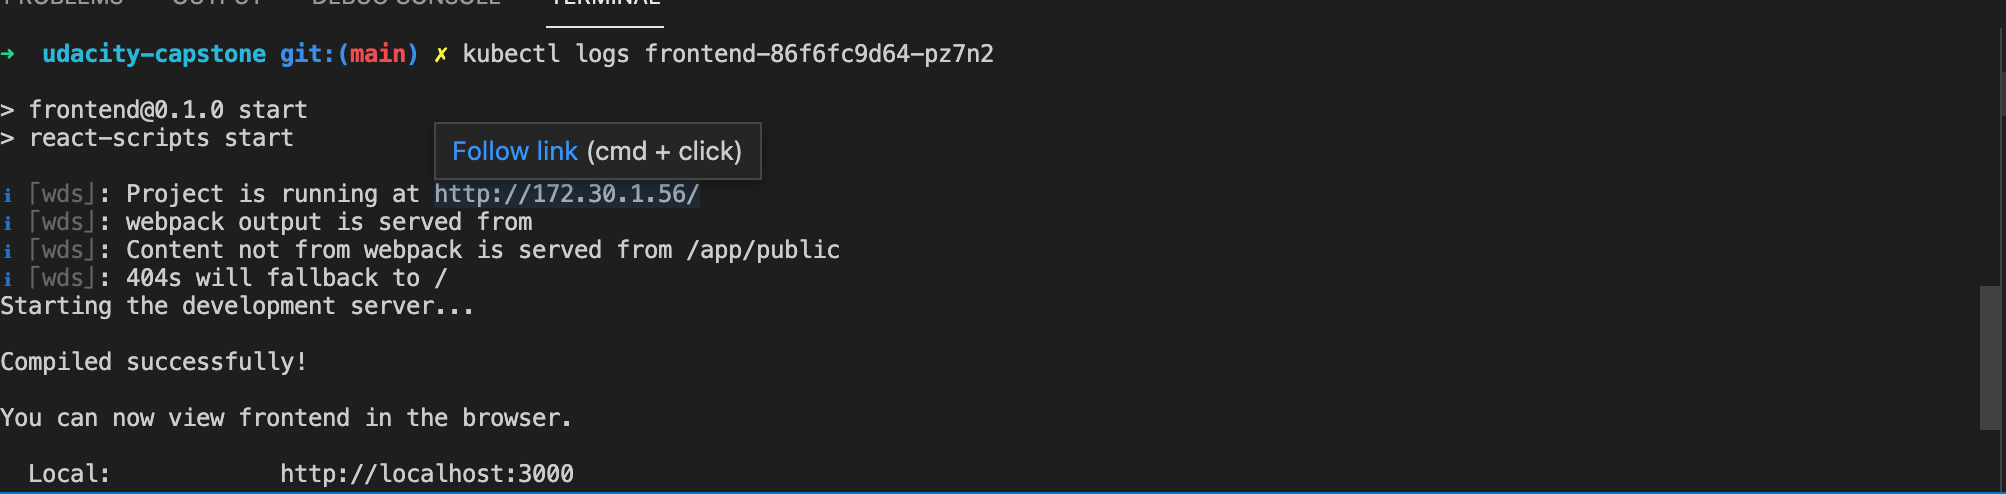 PROBLEMS OUTPUT DEBUG CONSOLE TERMINAL
→ udacity-capstone git:(main) ✗ kubectl logs frontend-86f6fc9d64-pz7n2
> frontend@0.1.0 start
> react-scripts start
Follow link (cmd + click)
ℹ ｢wds｣: Project is running at http://172.30.1.56/
ℹ ｢wds｣: webpack output is served from
ℹ ｢wds｣: Content not from webpack is served from /app/public
ℹ ｢wds｣: 404s will fallback to /
Starting the development server...
Compiled successfully!
You can now view frontend in the browser.
Local: http://localhost:3000